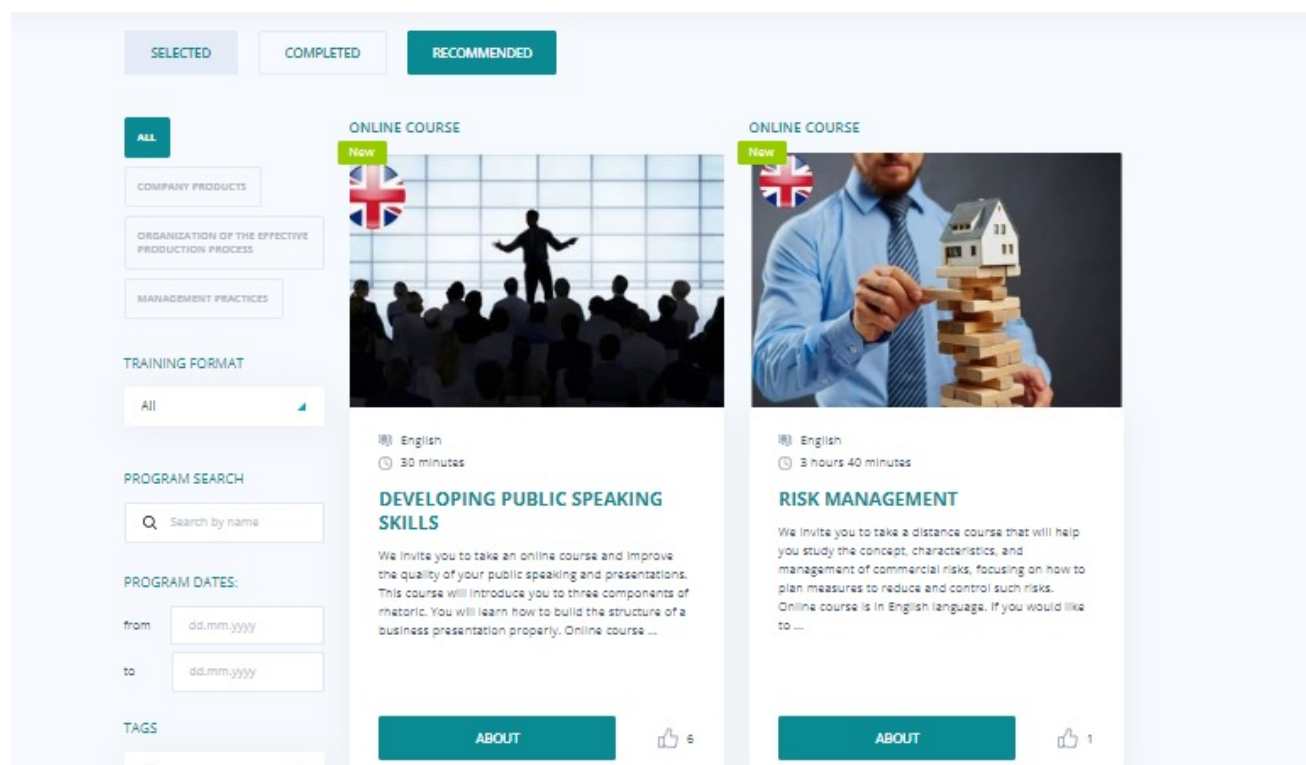 SELECTED
COMPLETED
RECOMMENDED
ALL
COMPANY PRODUCTS
ORGANIZATION OF THE EFFECTIVE
PRODUCTION PROCESS
MANAGEMENT PRACTICES
TRAINING FORMAT
All
PROGRAM SEARCH
Search by name
PROGRAM DATES:
from
dd.mm.yyyy
to
dd.mm.yyyy
TAGS
ONLINE COURSE
New
English
30 minutes
DEVELOPING PUBLIC SPEAKING
SKILLS
We invite you to take an online course and improve
the quality of your public speaking and presentations.
This course will introduce you to three components of
rhetoric. You will learn how to build the structure of a
business presentation properly. Online course ...
ABOUT
6
ONLINE COURSE
New
English
3 hours 40 minutes
RISK MANAGEMENT
We invite you to take a distance course that will help
you study the concept, characteristics, and
management of commercial risks, focusing on how to
plan measures to reduce and control such risks.
Online course is in English language. If you would like
to ...
ABOUT
1